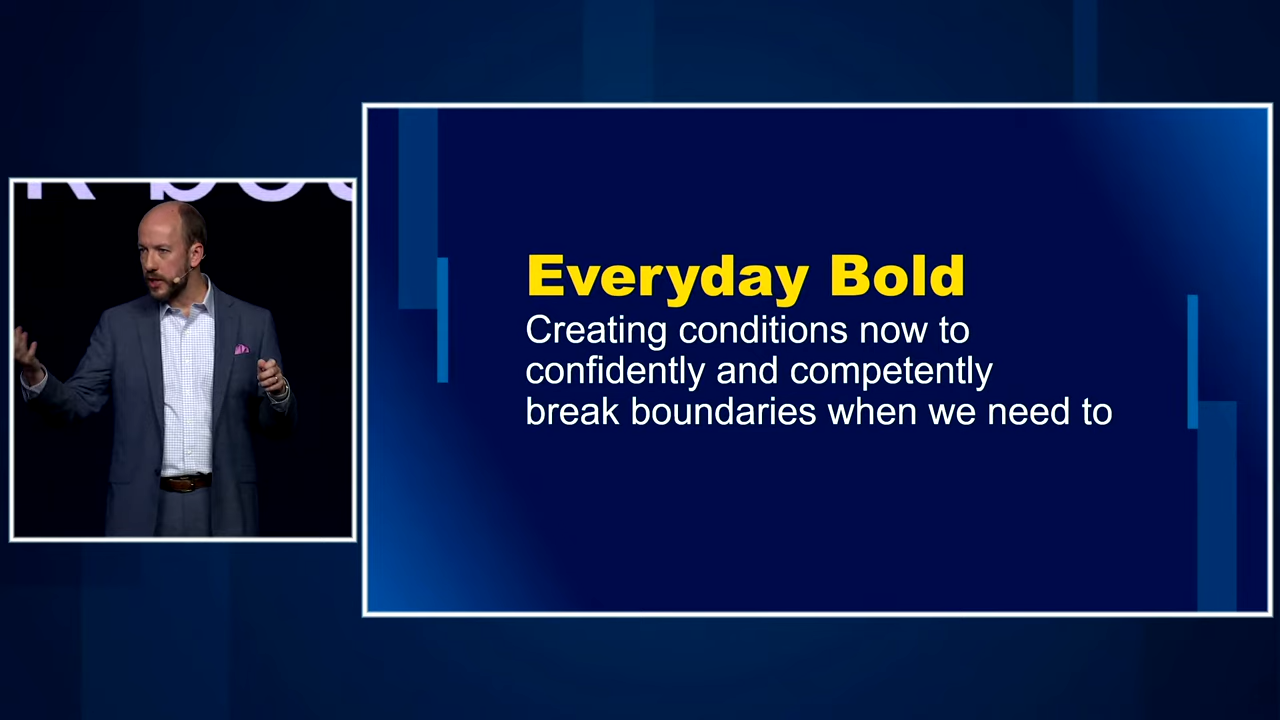 Everyday Bold
Creating conditions now to
confidently and competently
break boundaries when we need to